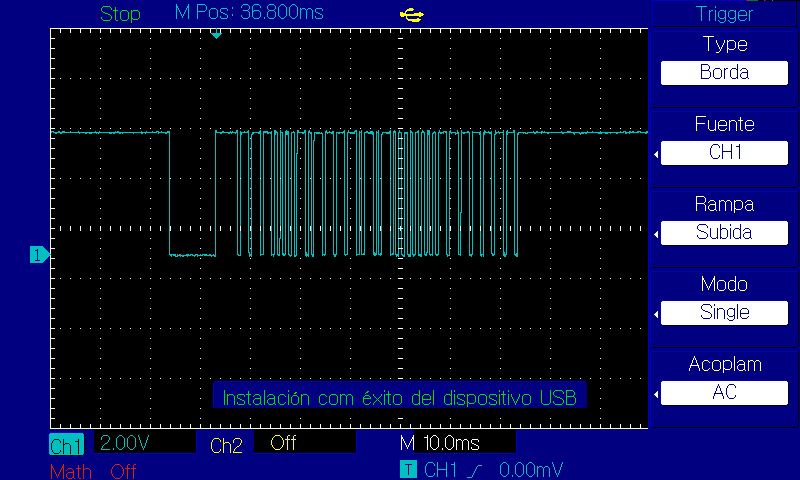 Stop M Pos: 36.800ms
Trigger
Type
Borda
Fuente
CH1
Rampa
Subida
Modo
Single
Acoplam
AC
1
Instalación com éxito del dispositivo USB
Ch1 2.00V Ch2 Off M 10.0ms
Math Off T CH1 0.00mV